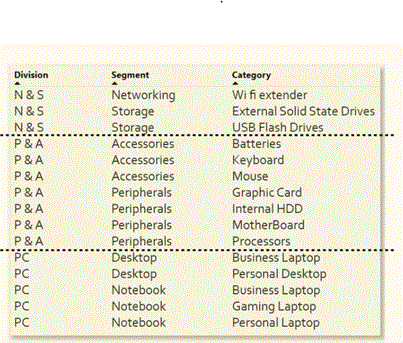 Division Segment Category
N & S Networking Wi fi extender
N & S Storage External Solid State Drives
N & S Storage USB Flash Drives
P & A Accessories Batteries
P & A Accessories Keyboard
P & A Accessories Mouse
P & A Peripherals Graphic Card
P & A Peripherals Internal HDD
P & A Peripherals MotherBoard
P & A Peripherals Processors
PC Desktop Business Laptop
PC Desktop Personal Desktop
PC Notebook Business Laptop
PC Notebook Gaming Laptop
PC Notebook Personal Laptop